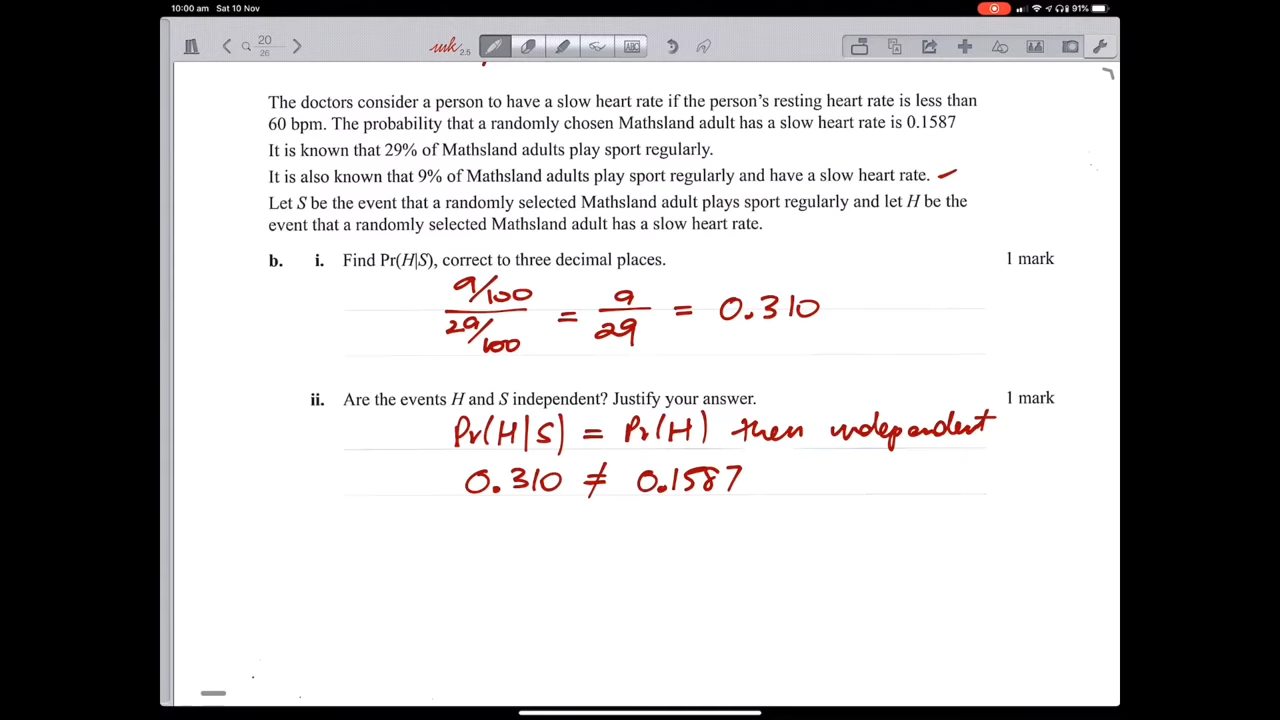 10:00 am Sat 10 Nov
91%
20
26
2.5
ABC
The doctors consider a person to have a slow heart rate if the person's resting heart rate is less than
60 bpm. The probability that a randomly chosen Mathsland adult has a slow heart rate is 0.1587
It is known that 29% of Mathsland adults play sport regularly.
It is also known that 9% of Mathsland adults play sport regularly and have a slow heart rate.
Let S be the event that a randomly selected Mathsland adult plays sport regularly and let H be the
event that a randomly selected Mathsland adult has a slow heart rate.
b. i. Find Pr(H|S), correct to three decimal places. 1 mark
9/100 / 29/100 = 9/29 = 0.310
ii. Are the events H and S independent? Justify your answer. 1 mark
Pr(H|S) = Pr(H) then independent
0.310 ≠ 0.1587